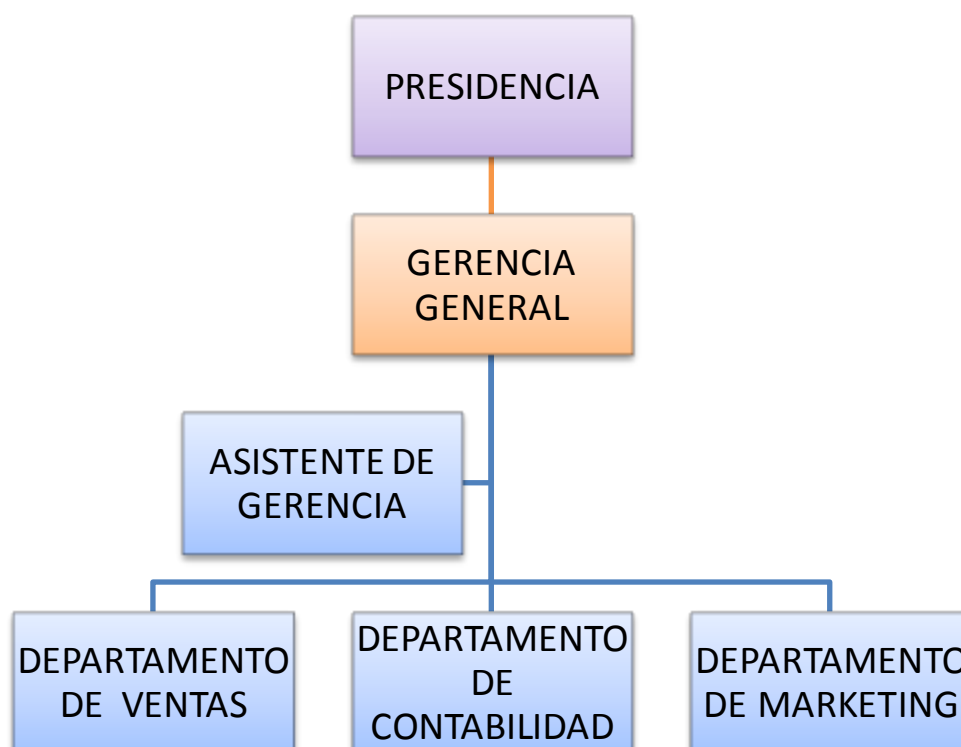 PRESIDENCIA
GERENCIA
GENERAL
ASISTENTE DE
GERENCIA
DEPARTAMENTO
DE VENTAS
DEPARTAMENTO
DE
CONTABILIDAD
DEPARTAMENTO
DE MARKETING